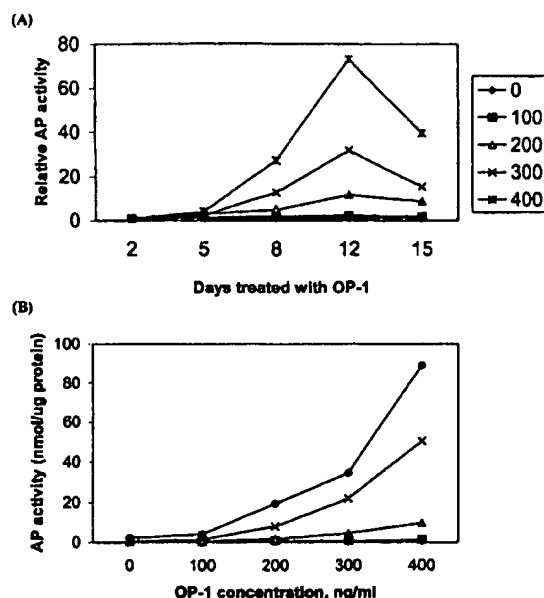 (A)
Relative AP activity
80
60
40
20
0
2 5 8 12 15
Days treated with OP-1
0
100
200
300
400
(B)
AP activity (nmol/ug protein)
100
80
60
40
20
0
0 100 200 300 400
OP-1 concentration, ng/ml